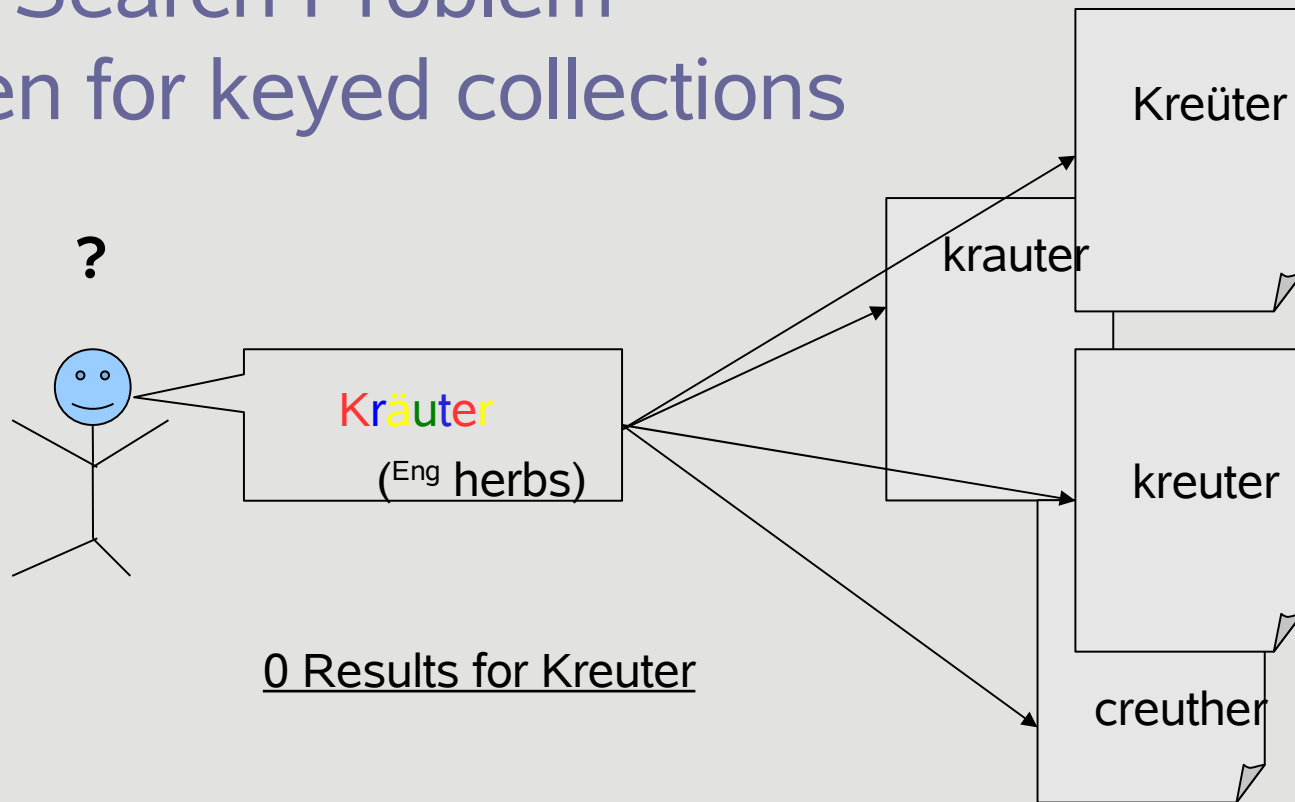 Search Problem
en for keyed collections
?
Kräuter
(Eng herbs)
0 Results for Kreuter
Kreüter
krauter
kreuter
creuther